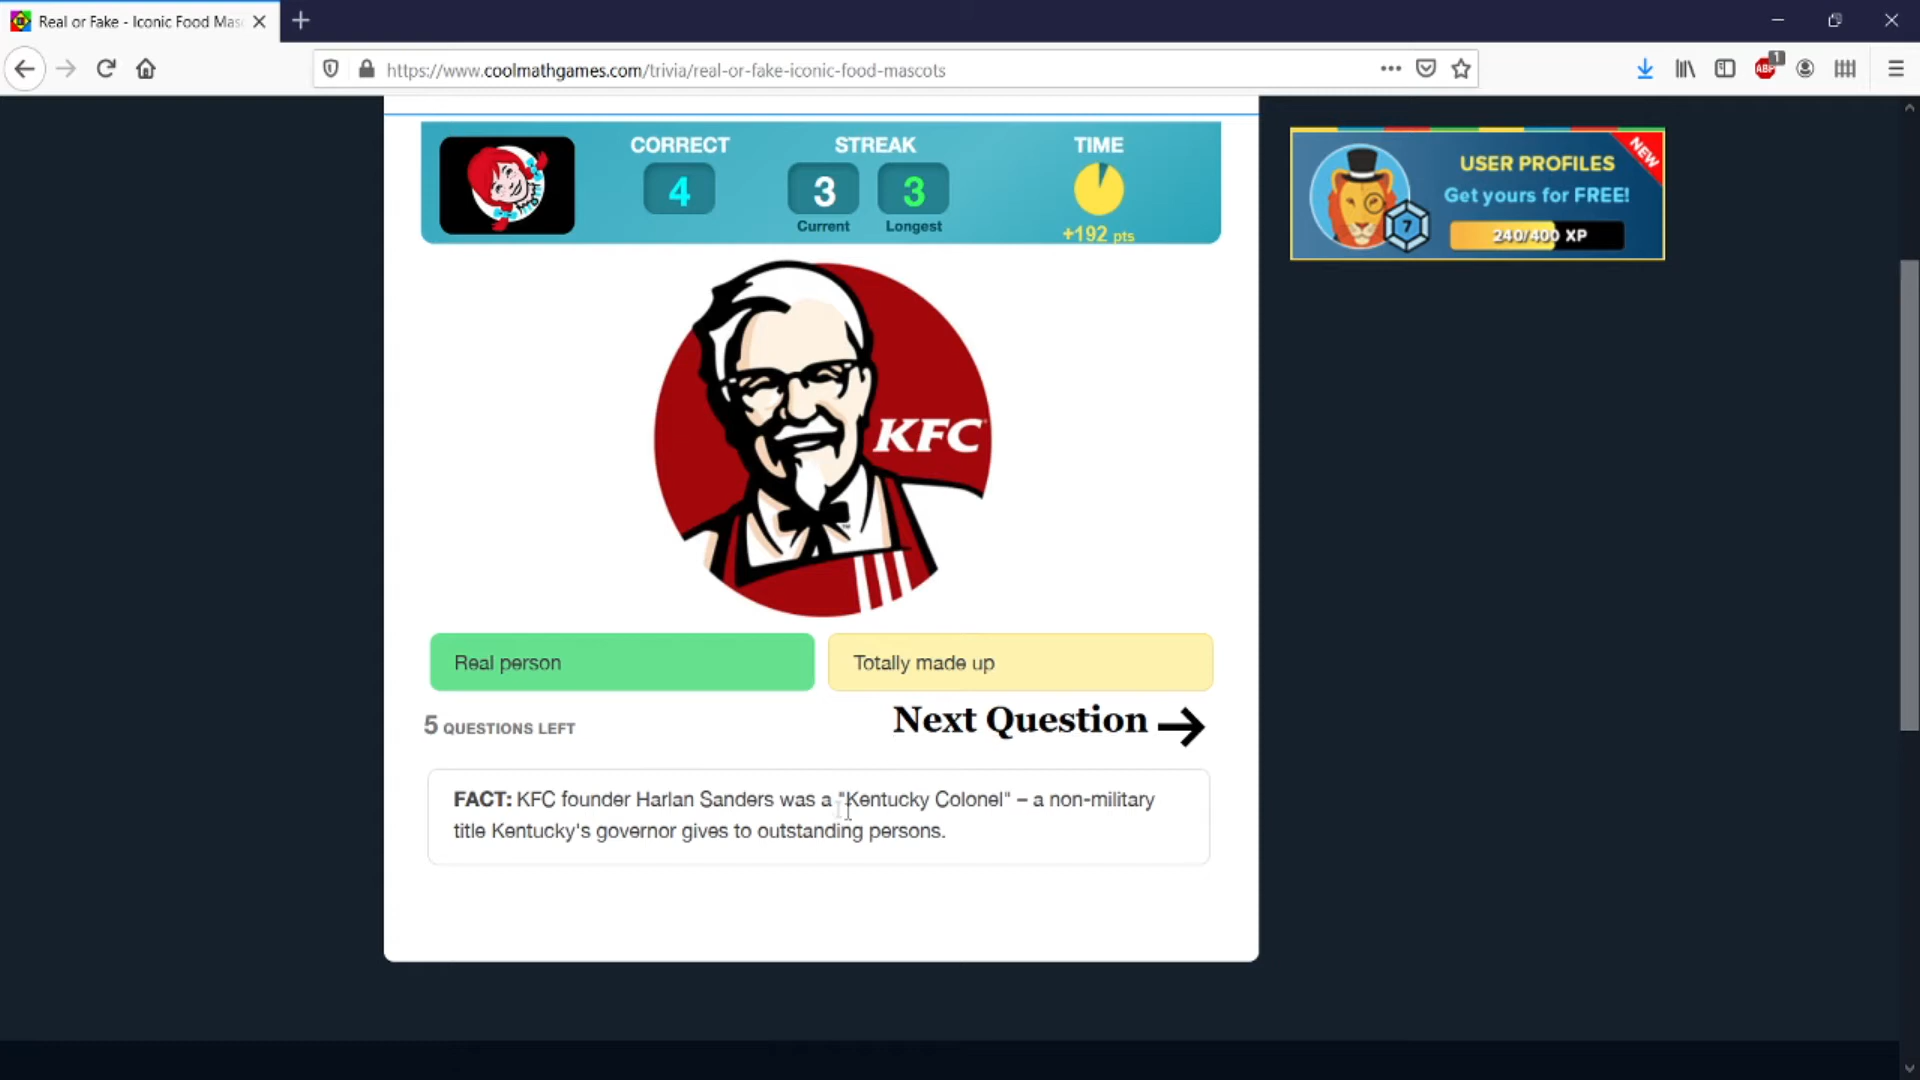 Real or Fake - Iconic Food Mas
https://www.coolmathgames.com/trivia/real-or-fake-iconic-food-mascots
ABP
1
CORRECT
STREAK
TIME
4
3
3
Current
Longest
+192 pts
NEW
USER PROFILES
Get yours for FREE!
7
240/400 XP
KFC
Real person
Totally made up
5 QUESTIONS LEFT
Next Question
FACT: KFC founder Harlan Sanders was a "Kentucky Colonel" – a non-military
title Kentucky's governor gives to outstanding persons.